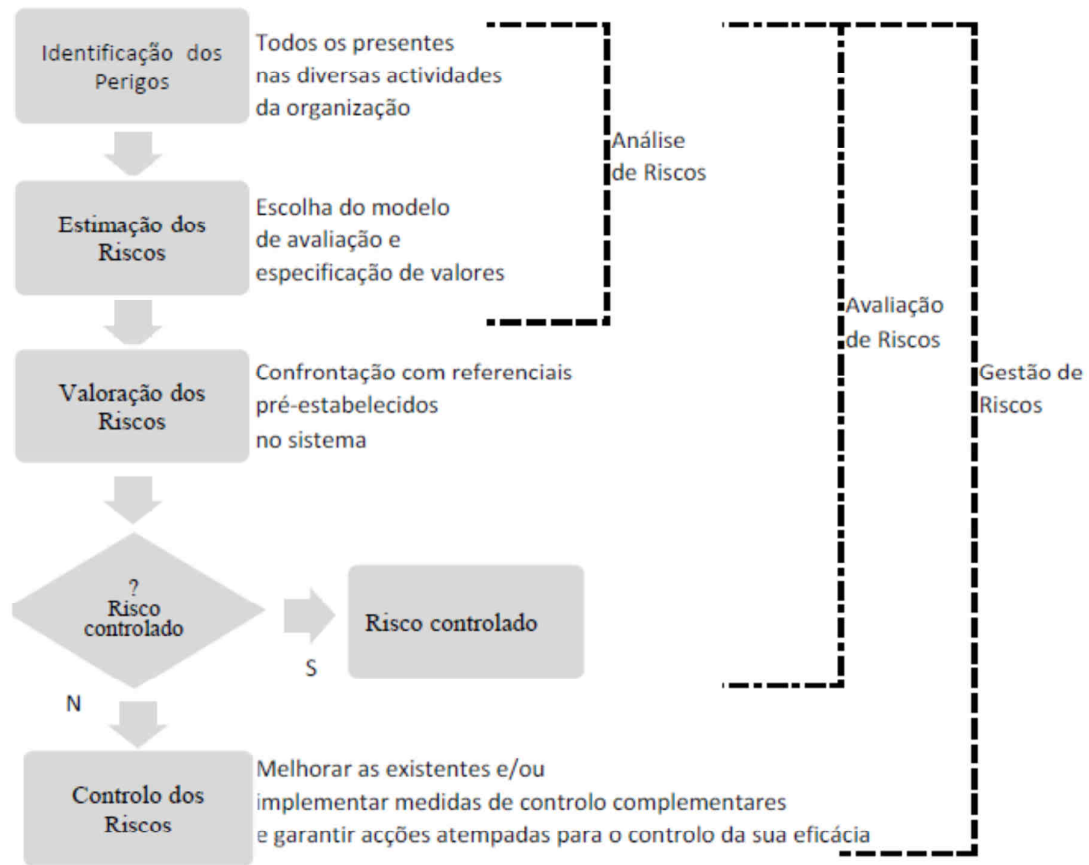 Identificação dos
Perigos
Todos os presentes
nas diversas actividades
da organização
Análise
de Riscos
Estimação dos
Riscos
Escolha do modelo
de avaliação e
especificação de valores
Avaliação
de Riscos
Gestão de
Riscos
Valoração dos
Riscos
Confrontação com referenciais
pré-estabelecidos
no sistema
?
Risco
controlado
S
Risco controlado
N
Controlo dos
Riscos
Melhorar as existentes e/ou
implementar medidas de controlo complementares
e garantir acções atempadas para o controlo da sua eficácia